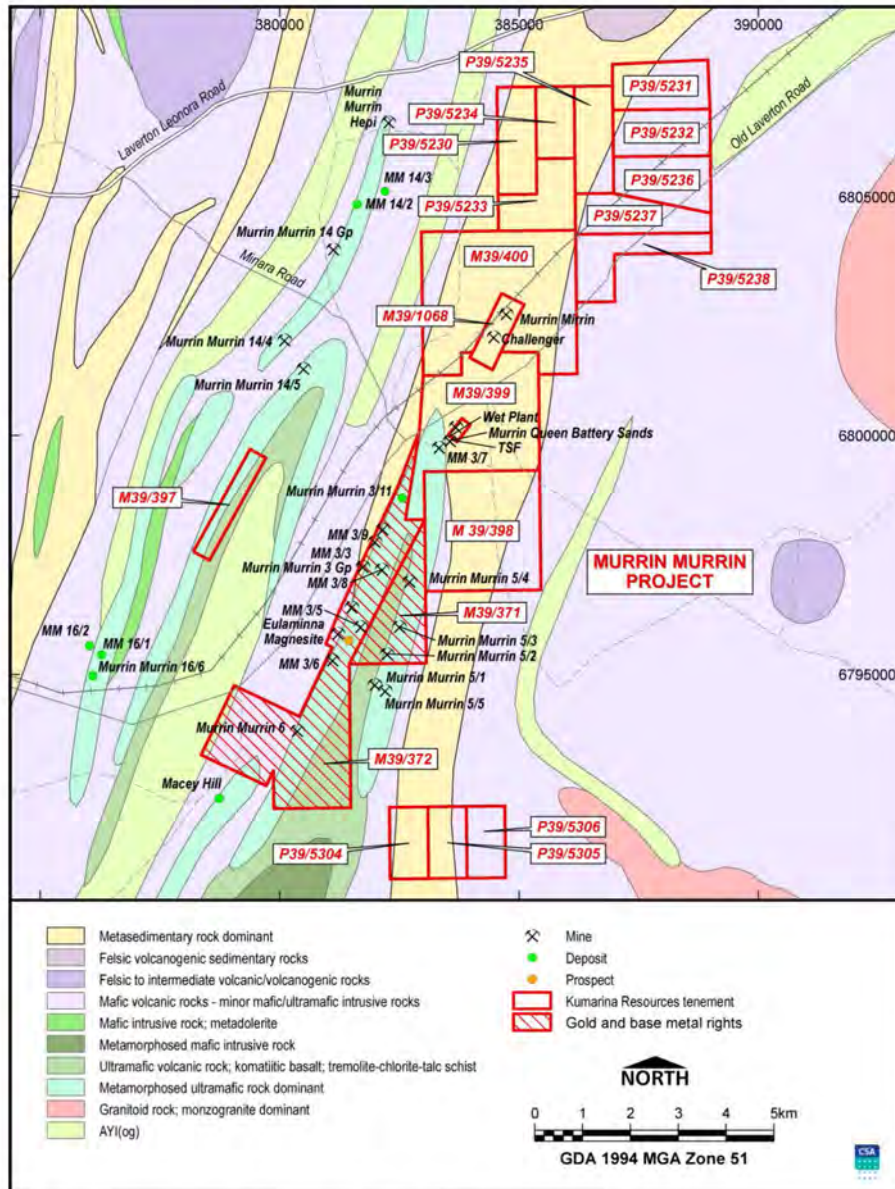 380000
385000
390000
P39/5235
P39/5231
Murrin
Murrin
Hepi
P39/5234
Laverton Leonora Road
P39/5230
P39/5232
Old Laverton Road
MM 14/3
MM 14/2
P39/5236
6805000
P39/5233
P39/5237
Murrin Murrin 14 Gp
M39/400
P39/5238
Minara Road
M39/1068
Murrin Mirrin
Challenger
Murrin Murrin 14/4
Murrin Murrin 14/5
M39/399
Wet Plant
Murrin Queen Battery Sands
TSF
6800000
MM 3/7
M39/397
Murrin Murrin 3/11
MM 3/9
M 39/398
MM 3/3
Murrin Murrin 3 Gp
MM 3/8
Murrin Murrin 5/4
MURRIN MURRIN
PROJECT
MM 3/5
M39/371
Eulaminna
Magnesite
MM 16/2
MM 16/1
Murrin Murrin 5/3
Murrin Murrin 16/6
MM 3/6
Murrin Murrin 5/2
Murrin Murrin 5/1
6795000
Murrin Murrin 5/5
Murrin Murrin 6
M39/372
Macey Hill
P39/5306
P39/5304
P39/5305
Metasedimentary rock dominant
Felsic volcanogenic sedimentary rocks
Felsic to intermediate volcanic/volcanogenic rocks
Mafic volcanic rocks - minor mafic/ultramafic intrusive rocks
Mafic intrusive rock; metadolerite
Metamorphosed mafic intrusive rock
Ultramafic volcanic rock; komatiitic basalt; tremolite-chlorite-talc schist
Metamorphosed ultramafic rock dominant
Granitoid rock; monzogranite dominant
AYI(og)
Mine
Deposit
Prospect
Kumarina Resources tenement
Gold and base metal rights
NORTH
0 1 2 3 4 5km
GDA 1994 MGA Zone 51
CSA